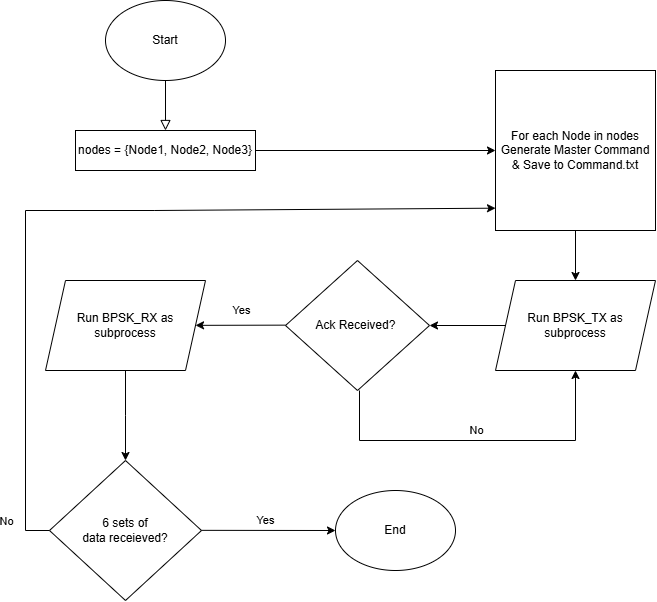 Start
nodes = {Node1, Node2, Node3}
For each Node in nodes
Generate Master Command
& Save to Command.txt
Run BPSK_TX as
subprocess
Ack Received?
Yes
No
Run BPSK_RX as
subprocess
6 sets of
data receieved?
No
Yes
End